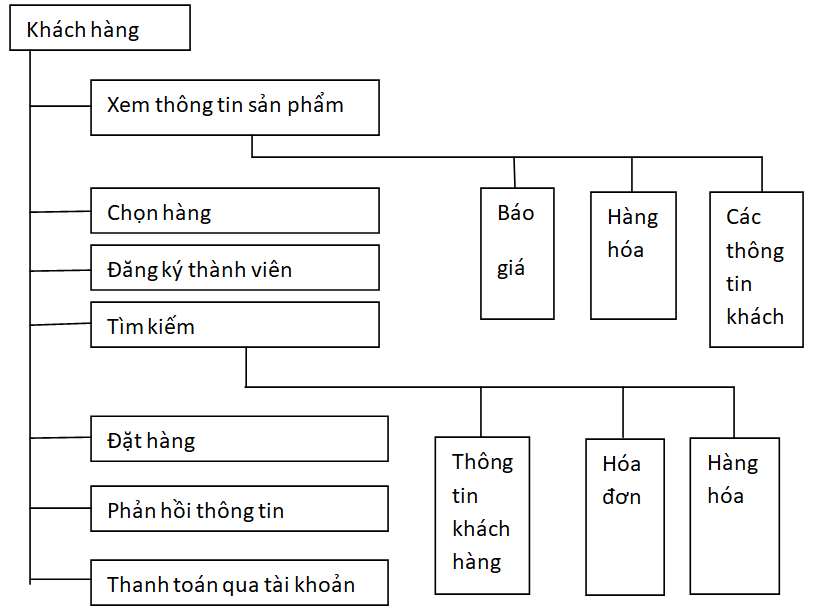 Khách hàng
Xem thông tin sản phẩm
Chọn hàng
Đăng ký thành viên
Tìm kiếm
Báo
giá
Hàng
hóa
Các
thông
tin
khách
Đặt hàng
Phản hồi thông tin
Thanh toán qua tài khoản
Thông
tin
khách
hàng
Hóa
đơn
Hàng
hóa